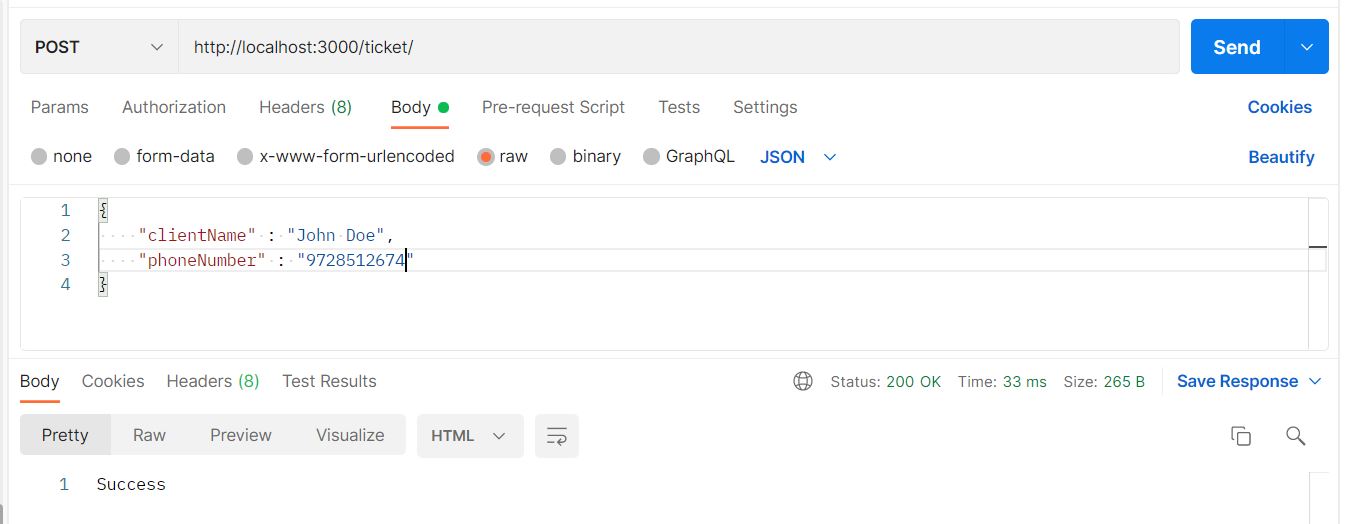 POST http://localhost:3000/ticket/ Send
Params Authorization Headers (8) Body Pre-request Script Tests Settings Cookies
none form-data x-www-form-urlencoded raw binary GraphQL JSON Beautify
1 {
2 "clientName" : "John Doe",
3 "phoneNumber" : "9728512674"
4 }
Body Cookies Headers (8) Test Results Status: 200 OK Time: 33 ms Size: 265 B Save Response
Pretty Raw Preview Visualize HTML
1 Success